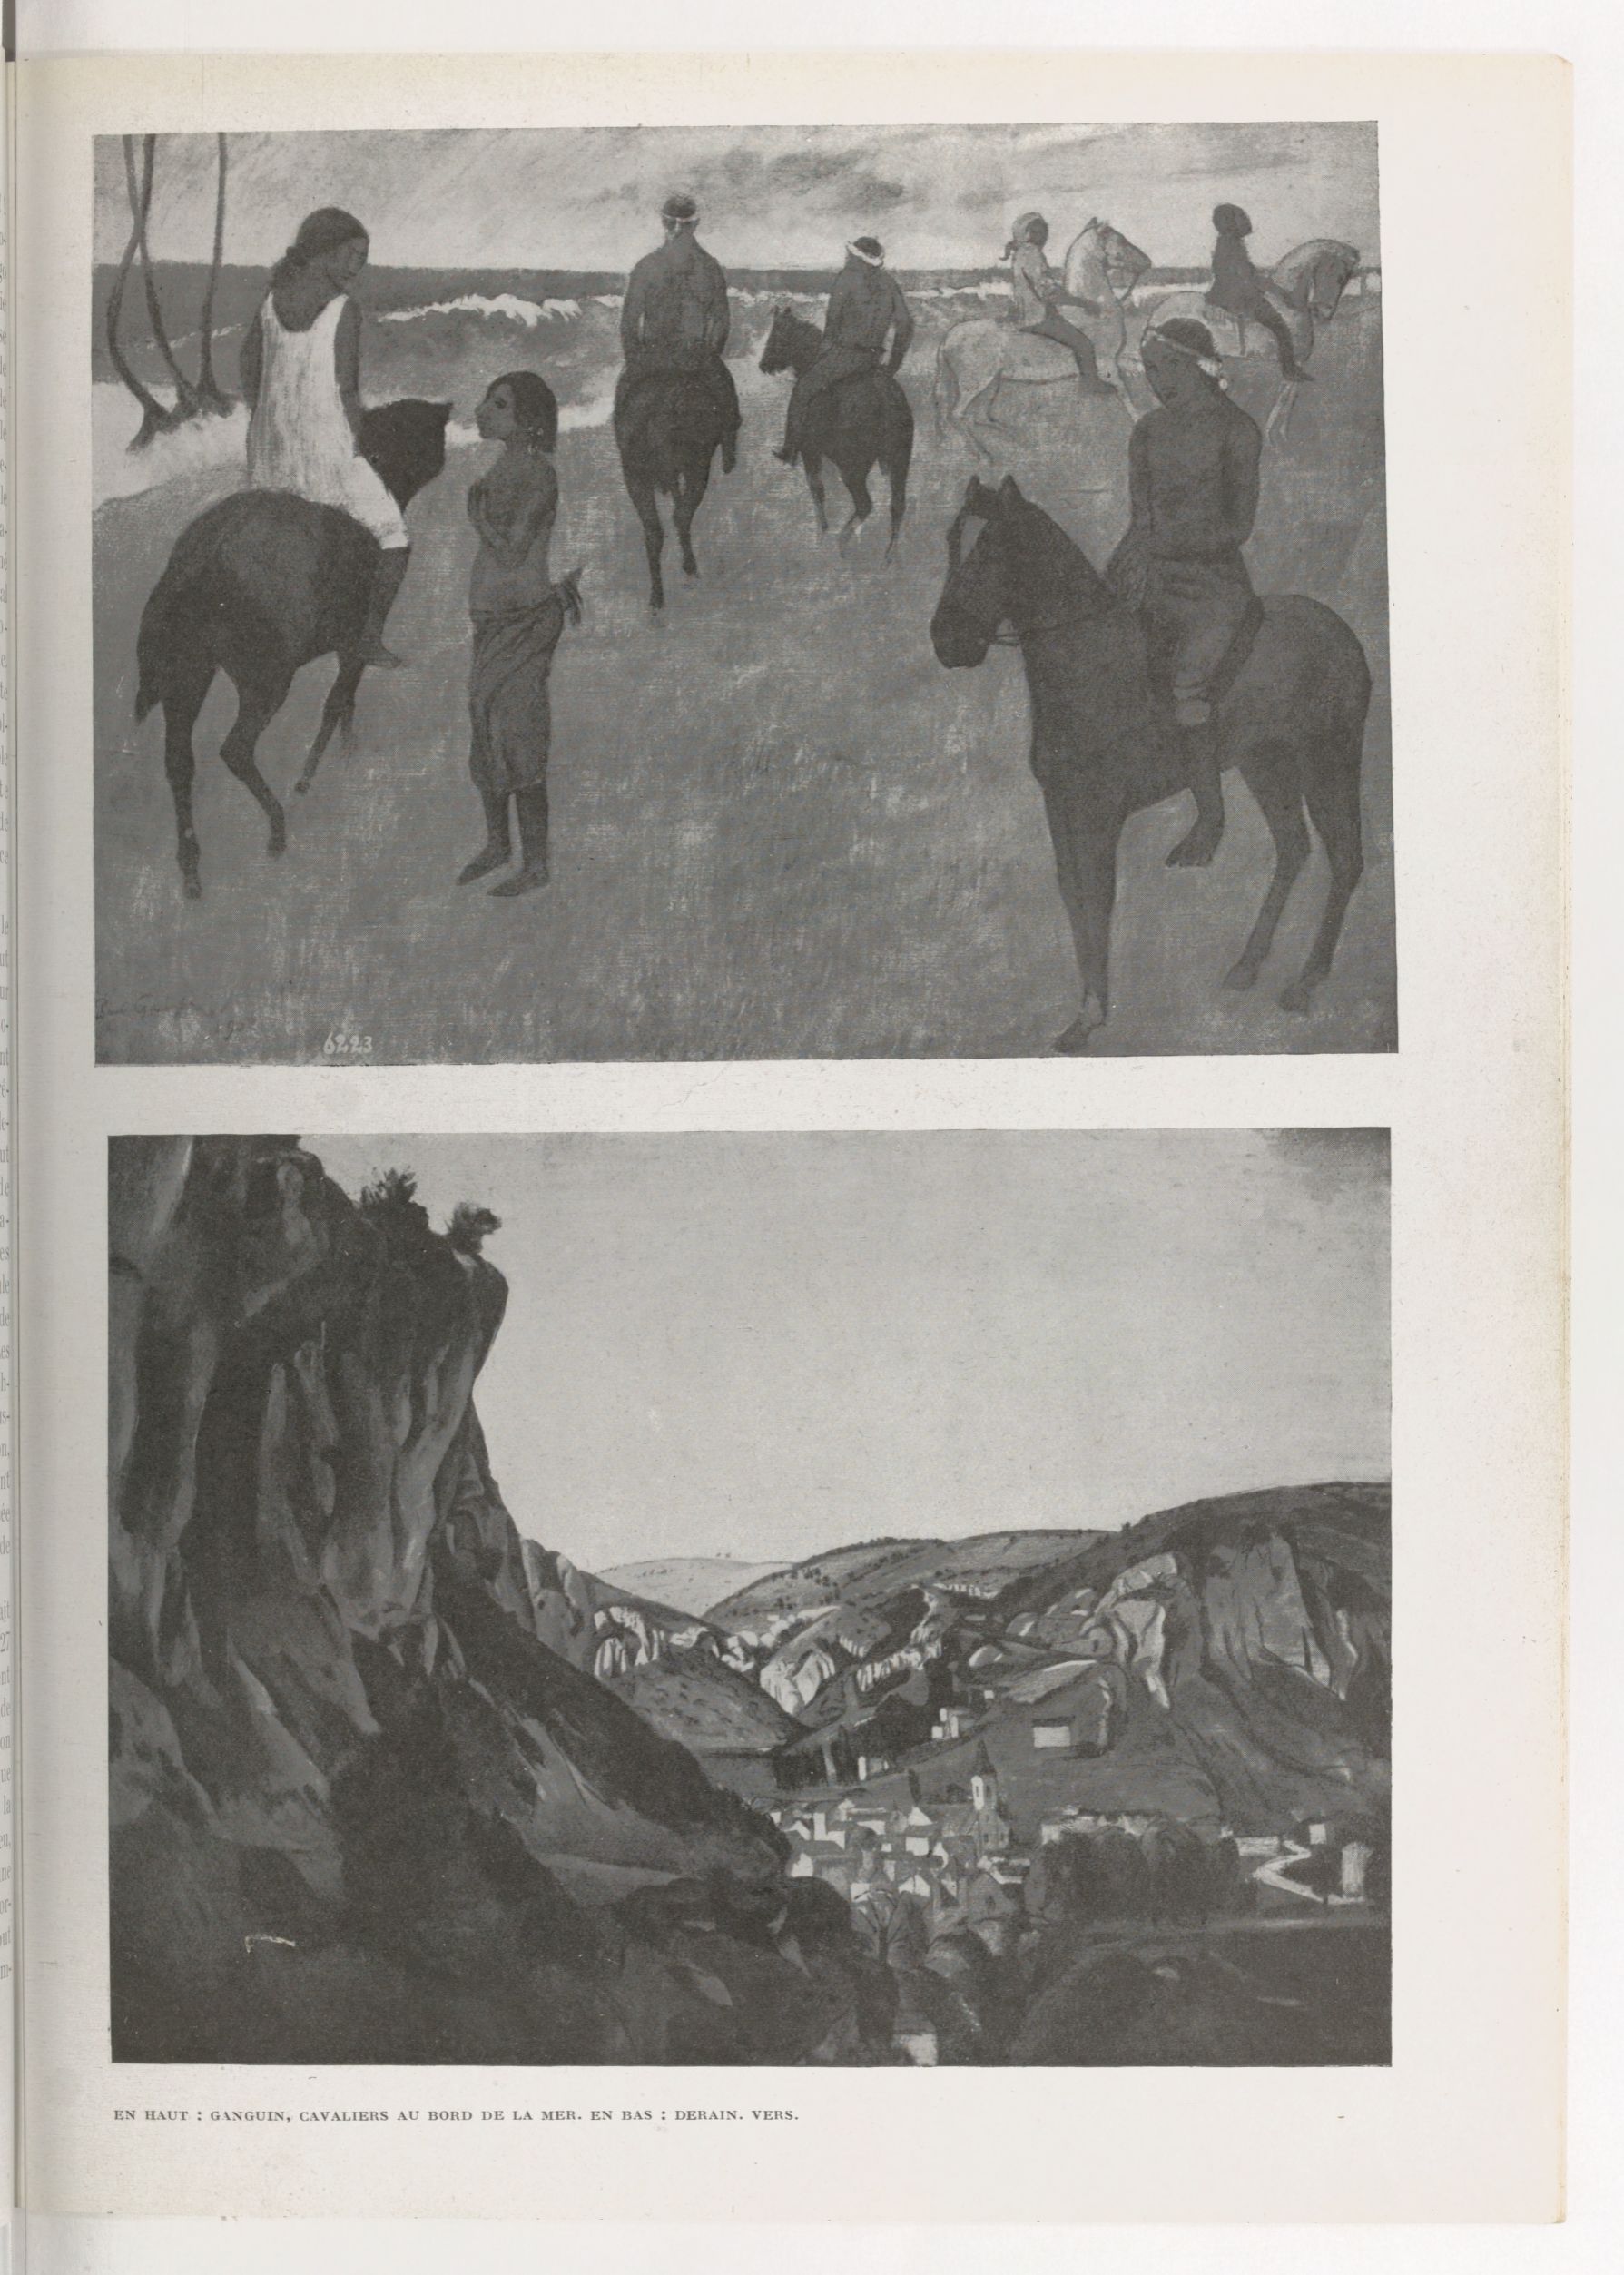 6223
EN HAUT : GANGUIN, CAVALIERS AU BORD DE LA MER. EN BAS : DERAIN. VERS.